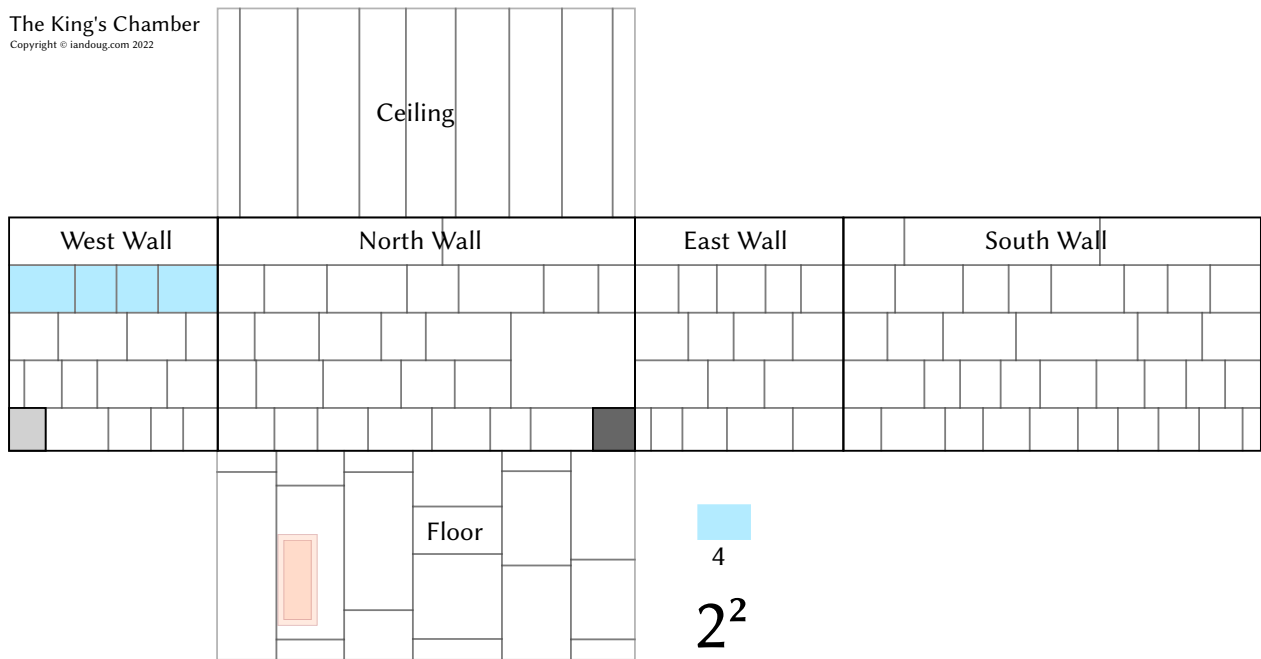 The King's Chamber
Copyright © iandoug.com 2022
Ceiling
West Wall
North Wall
East Wall
South Wall
Floor
4
2²